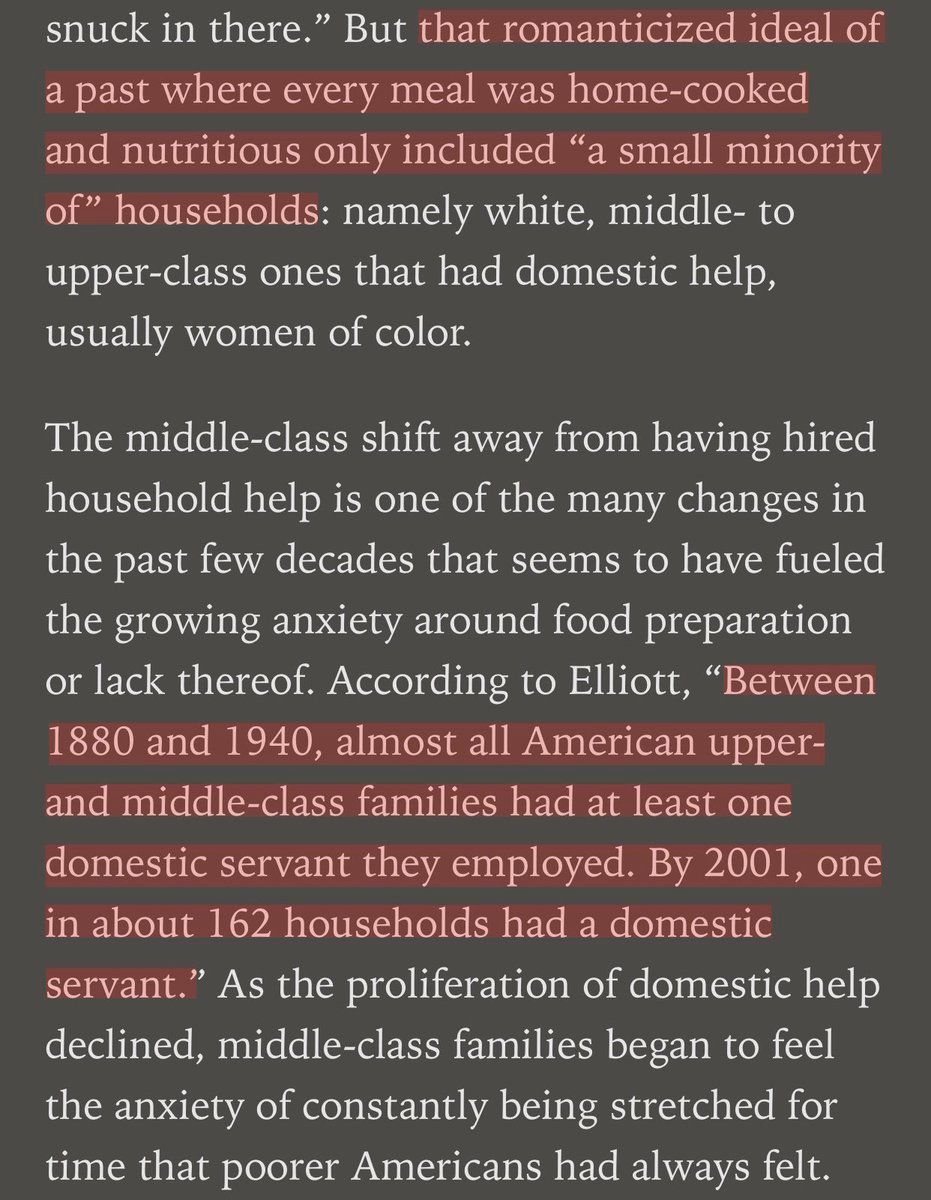 snuck in there.” But that romanticized ideal of
a past where every meal was home-cooked
and nutritious only included “a small minority
of” households: namely white, middle- to
upper-class ones that had domestic help,
usually women of color.
The middle-class shift away from having hired
household help is one of the many changes in
the past few decades that seems to have fueled
the growing anxiety around food preparation
or lack thereof. According to Elliott, “Between
1880 and 1940, almost all American upper-
and middle-class families had at least one
domestic servant they employed. By 2001, one
in about 162 households had a domestic
servant.” As the proliferation of domestic help
declined, middle-class families began to feel
the anxiety of constantly being stretched for
time that poorer Americans had always felt.